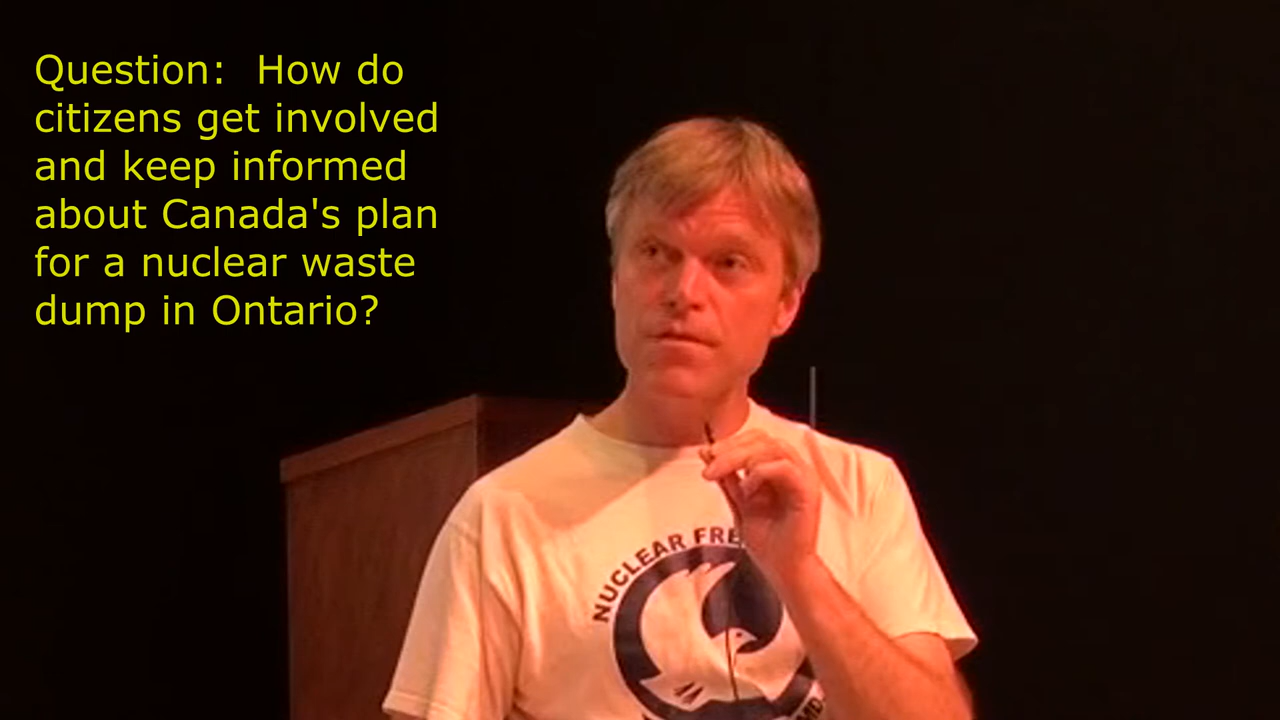 Question:  How do
citizens get involved
and keep informed
about Canada's plan
for a nuclear waste
dump in Ontario?
NUCLEAR